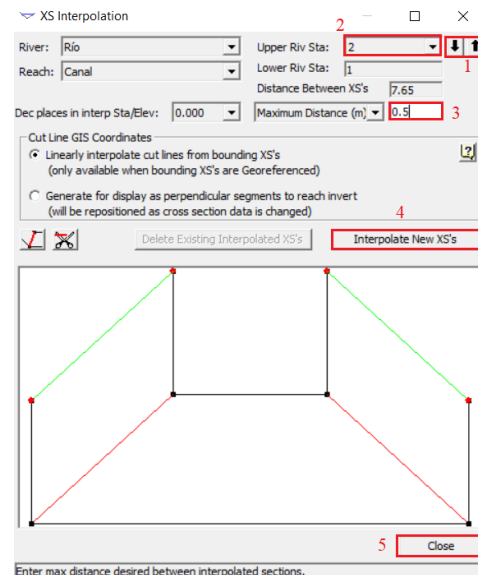 XS Interpolation
2
River: Río Upper Riv Sta: 2
1
Reach: Canal Lower Riv Sta: 1
Distance Between XS's 7.65
Dec places in interp Sta/Elev: 0.000 Maximum Distance (m) 0.5 3
Cut Line GIS Coordinates
Linearly interpolate cut lines from bounding XS's
(only available when bounding XS's are Georeferenced)
Generate for display as perpendicular segments to reach invert
(will be repositioned as cross section data is changed)
4
Delete Existing Interpolated XS's Interpolate New XS's
5 Close
Enter max distance desired between interpolated sections.